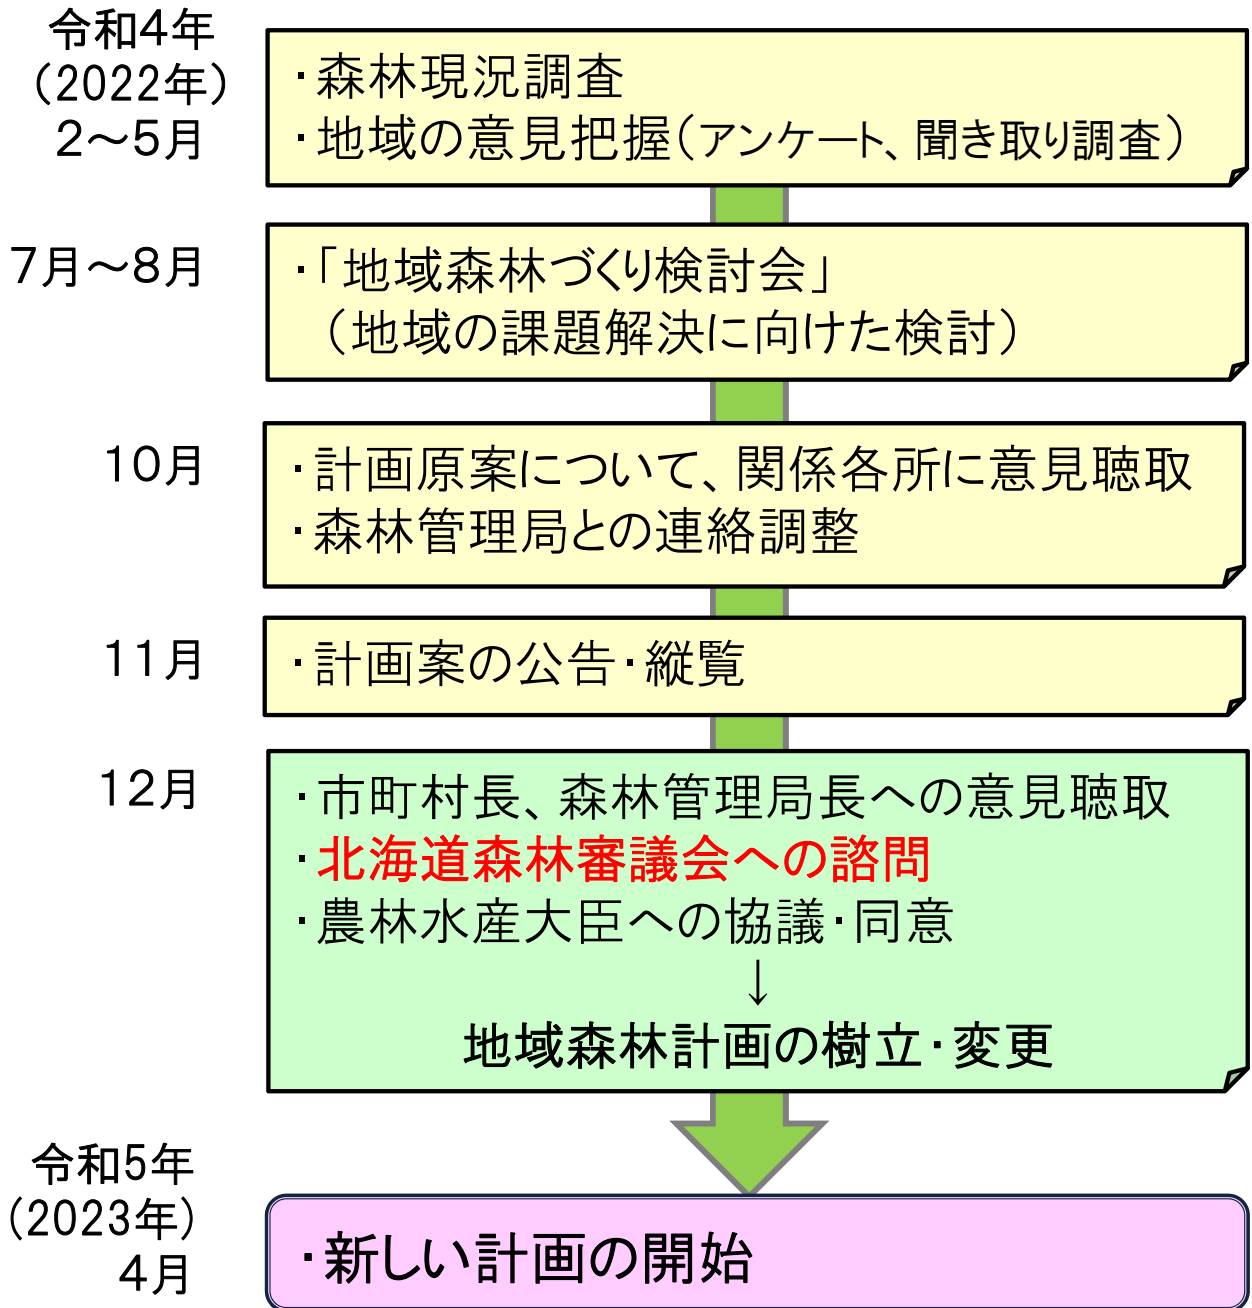 令和4年
（2022年）
2～5月
・森林現況調査
・地域の意見把握（アンケート、聞き取り調査）
7月～8月
・「地域森林づくり検討会」
（地域の課題解決に向けた検討）
10月
・計画原案について、関係各所に意見聴取
・森林管理局との連絡調整
11月
・計画案の公告・縦覧
12月
・市町村長、森林管理局長への意見聴取
・北海道森林審議会への諮問
・農林水産大臣への協議・同意
↓
地域森林計画の樹立・変更
令和5年
（2023年）
4月
・新しい計画の開始